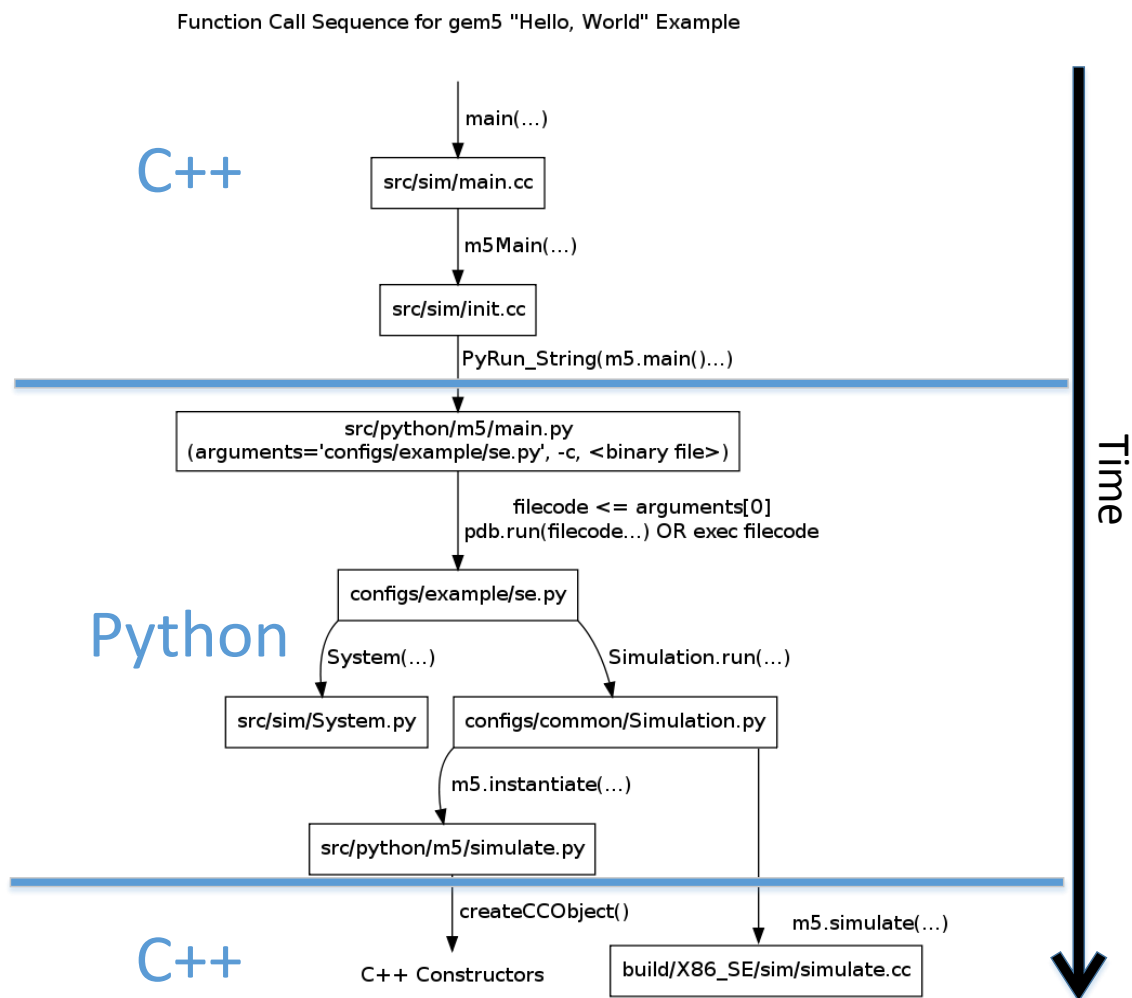 Function Call Sequence for gem5 "Hello, World" Example
main(...)
C++
src/sim/main.cc
m5Main(...)
src/sim/init.cc
PyRun_String(m5.main()...)
src/python/m5/main.py
(arguments='configs/example/se.py', -c, <binary file>)
Time
filecode <= arguments[0]
pdb.run(filecode...) OR exec filecode
configs/example/se.py
Python
System(...)
Simulation.run(...)
src/sim/System.py
configs/common/Simulation.py
m5.instantiate(...)
src/python/m5/simulate.py
createCCObject()
m5.simulate(...)
C++
C++ Constructors
build/X86_SE/sim/simulate.cc